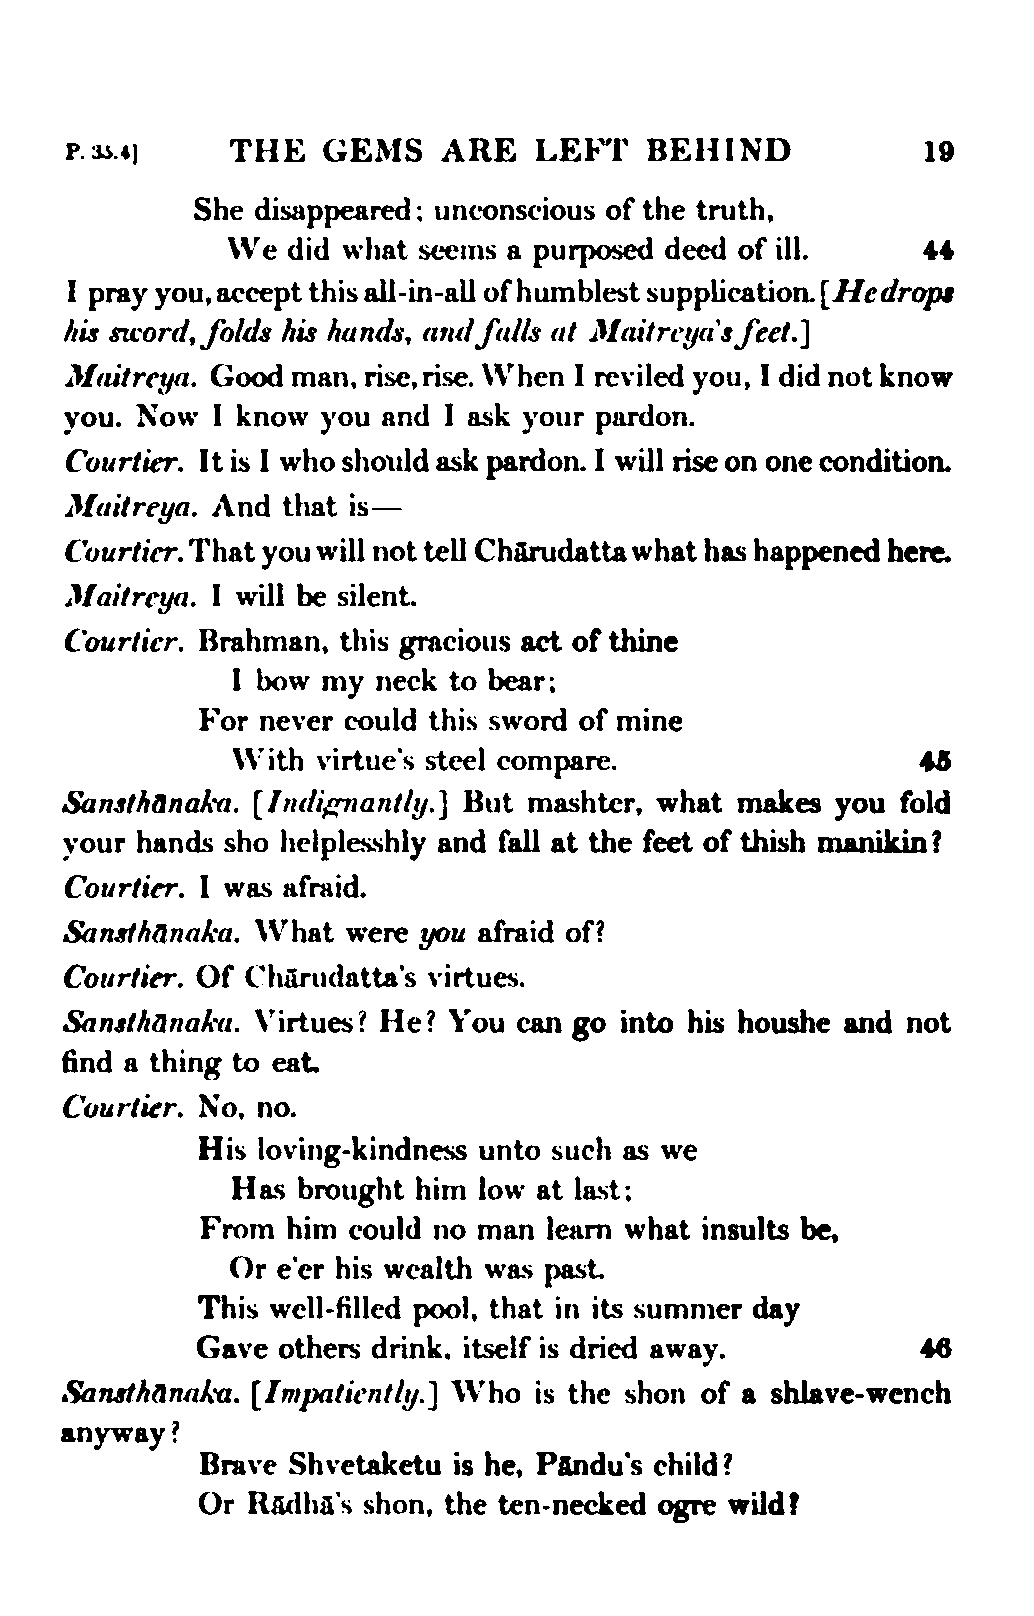 P. 35.4] THE GEMS ARE LEFT BEHIND 19
She disappeared; unconscious of the truth,
We did what seems a purposed deed of ill. 44
I pray you, accept this all-in-all of humblest supplication. [He drops
his sword, folds his hands, and falls at Maitreya's feet.]
Maitreya. Good man, rise, rise. When I reviled you, I did not know
you. Now I know you and I ask your pardon.
Courtier. It is I who should ask pardon. I will rise on one condition.
Maitreya. And that is—
Courtier. That you will not tell Chārudatta what has happened here.
Maitreya. I will be silent.
Courtier. Brahman, this gracious act of thine
I bow my neck to bear;
For never could this sword of mine
With virtue's steel compare. 45
Sansthānaka. [Indignantly.] But mashter, what makes you fold
your hands sho helplesshly and fall at the feet of thish manikin?
Courtier. I was afraid.
Sansthānaka. What were you afraid of?
Courtier. Of Chārudatta's virtues.
Sansthānaka. Virtues? He? You can go into his houshe and not
find a thing to eat.
Courtier. No, no.
His loving-kindness unto such as we
Has brought him low at last;
From him could no man learn what insults be,
Or e'er his wealth was past.
This well-filled pool, that in its summer day
Gave others drink, itself is dried away. 46
Sansthānaka. [Impatiently.] Who is the shon of a shlave-wench
anyway?
Brave Shvetaketu is he, Pāndu's child?
Or Rādhā's shon, the ten-necked ogre wild?